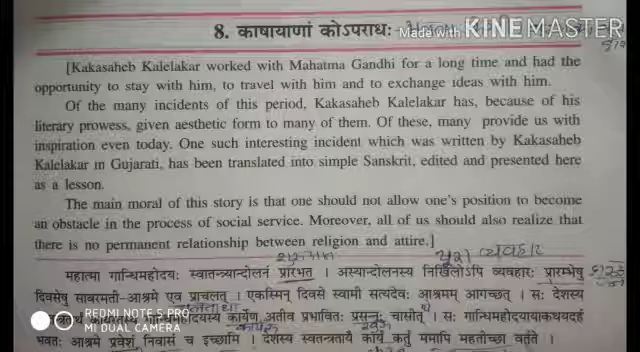 8. काषायाणां कोऽपराधः
Made with KINEMASTER
[Kakasaheb Kalelakar worked with Mahatma Gandhi for a long time and had the
opportunity to stay with him, to travel with him and to exchange ideas with him.
Of the many incidents of this period, Kakasaheb Kalelakar has, because of his
literary prowess, given aesthetic form to many of them. Of these, many provide us with
inspiration even today. One such interesting incident which was written by Kakasaheb
Kalelakar in Gujarati, has been translated into simple Sanskrit, edited and presented here
as a lesson.
The main moral of this story is that one should not allow one's position to become
an obstacle in the process of social service. Moreover, all of us should also realize that
there is no permanent relationship between religion and attire.]
व्यवहार
महात्मा गान्धिमहोदयः स्वातन्त्र्यान्दोलनं प्रारभत । अस्यान्दोलनस्य निखिलोऽपि व्यवहारः प्रारम्भेषु
दिवसेषु साबरमती-आश्रमे एव प्राचलत् । एकस्मिन् दिवसे स्वामी सत्यदेवः आश्रमम् आगच्छत् । सः देशस्य
गान्धिमहोदयस्य कार्येण अतीव प्रभावितः प्रसन्नः चासीत् । सः
REDMI NOTE 5 PRO
MI DUAL CAMERA
भवतः आश्रमे प्रवेशं निवासं च इच्छामि । देशस्य स्वतन्त्रतायै कार्यं कर्तुं ममापि महतीच्छा वर्तते ।